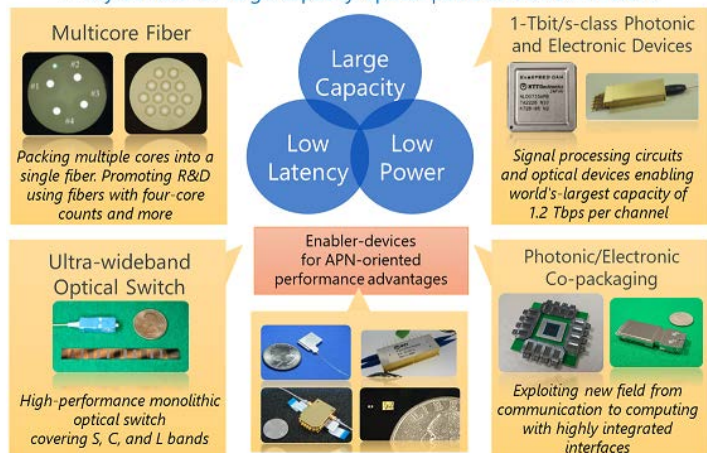 Multicore Fiber
#1
#2
#3
#4
Packing multiple cores into a
single fiber. Promoting R&D
using fibers with four-core
counts and more
Large
Capacity
Low
Latency
Low
Power
1-Tbit/s-class Photonic
and Electronic Devices
Signal processing circuits
and optical devices enabling
world's-largest capacity of
1.2 Tbps per channel
Ultra-wideband
Optical Switch
High-performance monolithic
optical switch
covering S, C, and L bands
Enabler-devices
for APN-oriented
performance advantages
Photonic/Electronic
Co-packaging
Exploiting new field from
communication to computing
with highly integrated
interfaces